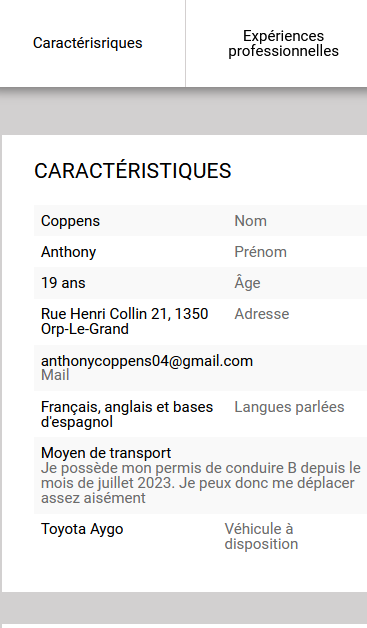 Caractérisriques
Expériences
professionnelles
CARACTÉRISTIQUES
Coppens Nom
Anthony Prénom
19 ans Âge
Rue Henri Collin 21, 1350 Adresse
Orp-Le-Grand
anthonycoppens04@gmail.com
Mail
Français, anglais et bases Langues parlées
d'espagnol
Moyen de transport
Je possède mon permis de conduire B depuis le
mois de juillet 2023. Je peux donc me déplacer
assez aisément
Toyota Aygo Véhicule à
disposition